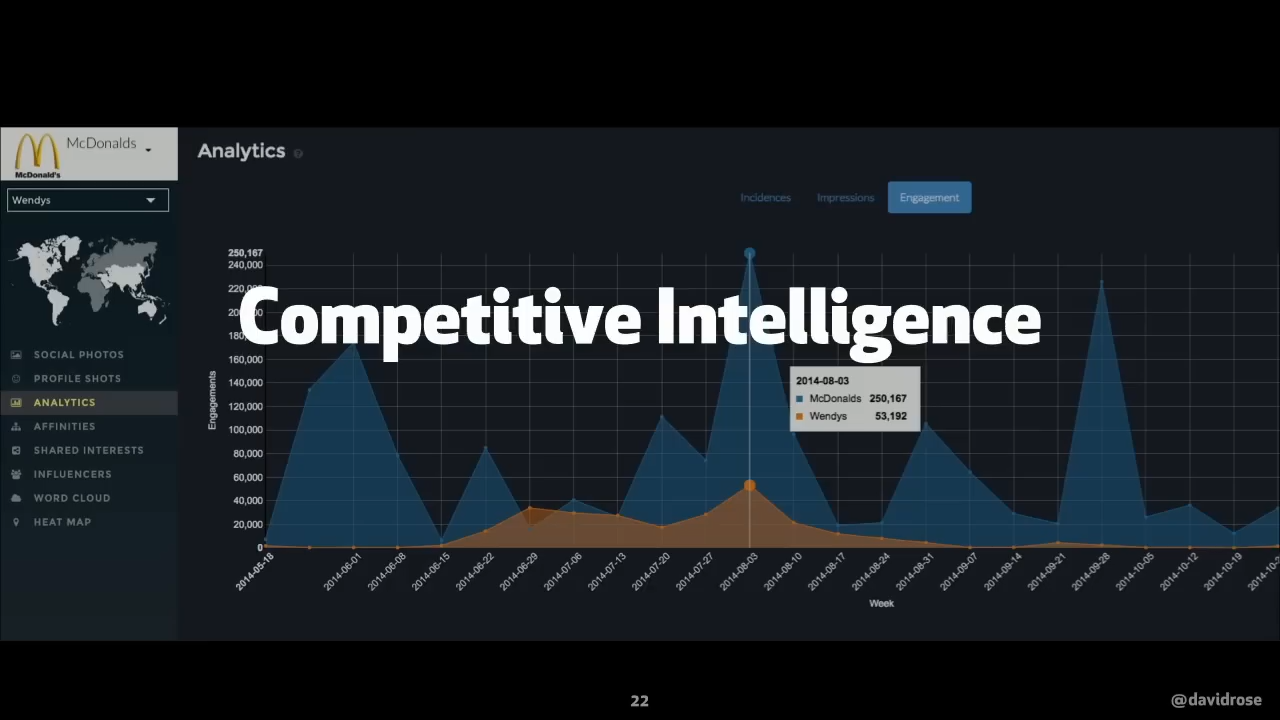 McDonalds
McDonald's
Wendys
SOCIAL PHOTOS
PROFILE SHOTS
ANALYTICS
AFFINITIES
SHARED INTERESTS
INFLUENCERS
WORD CLOUD
HEAT MAP
Analytics
Incidences Impressions Engagement
Competitive Intelligence
Engagements
250,167
240,000
160,000
140,000
120,000
100,000
80,000
60,000
40,000
20,000
0
2014-08-03
McDonalds 250,167
Wendys 53,192
2014-05-18 2014-06-01 2014-06-08 2014-06-15 2014-06-22 2014-06-29 2014-07-06 2014-07-13 2014-07-20 2014-07-27 2014-08-03 2014-08-10 2014-08-17 2014-08-24 2014-08-31 2014-09-07 2014-09-14 2014-09-21 2014-09-28 2014-10-05 2014-10-12 2014-10-19
Week
22
@davidrose